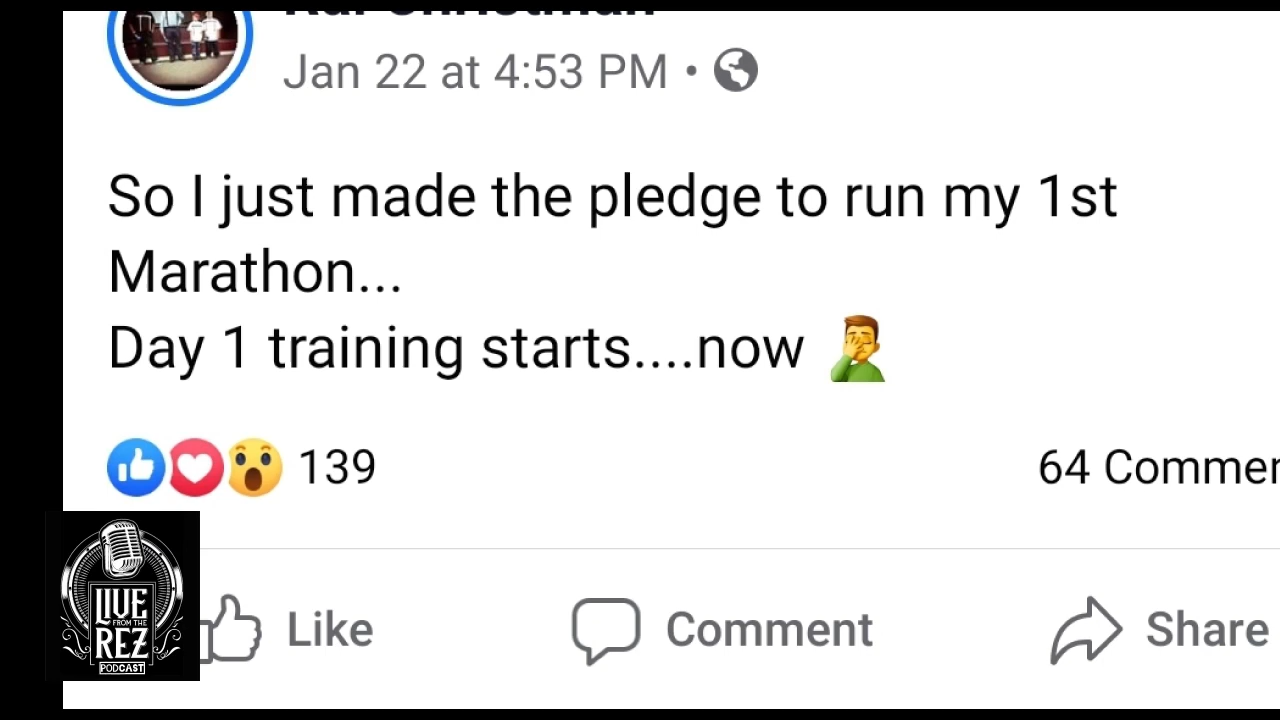 Jan 22 at 4:53 PM •
So I just made the pledge to run my 1st
Marathon...
Day 1 training starts....now
139
64 Commen
LIVE
FROM THE
REZ
PODCAST
Like
Comment
Share